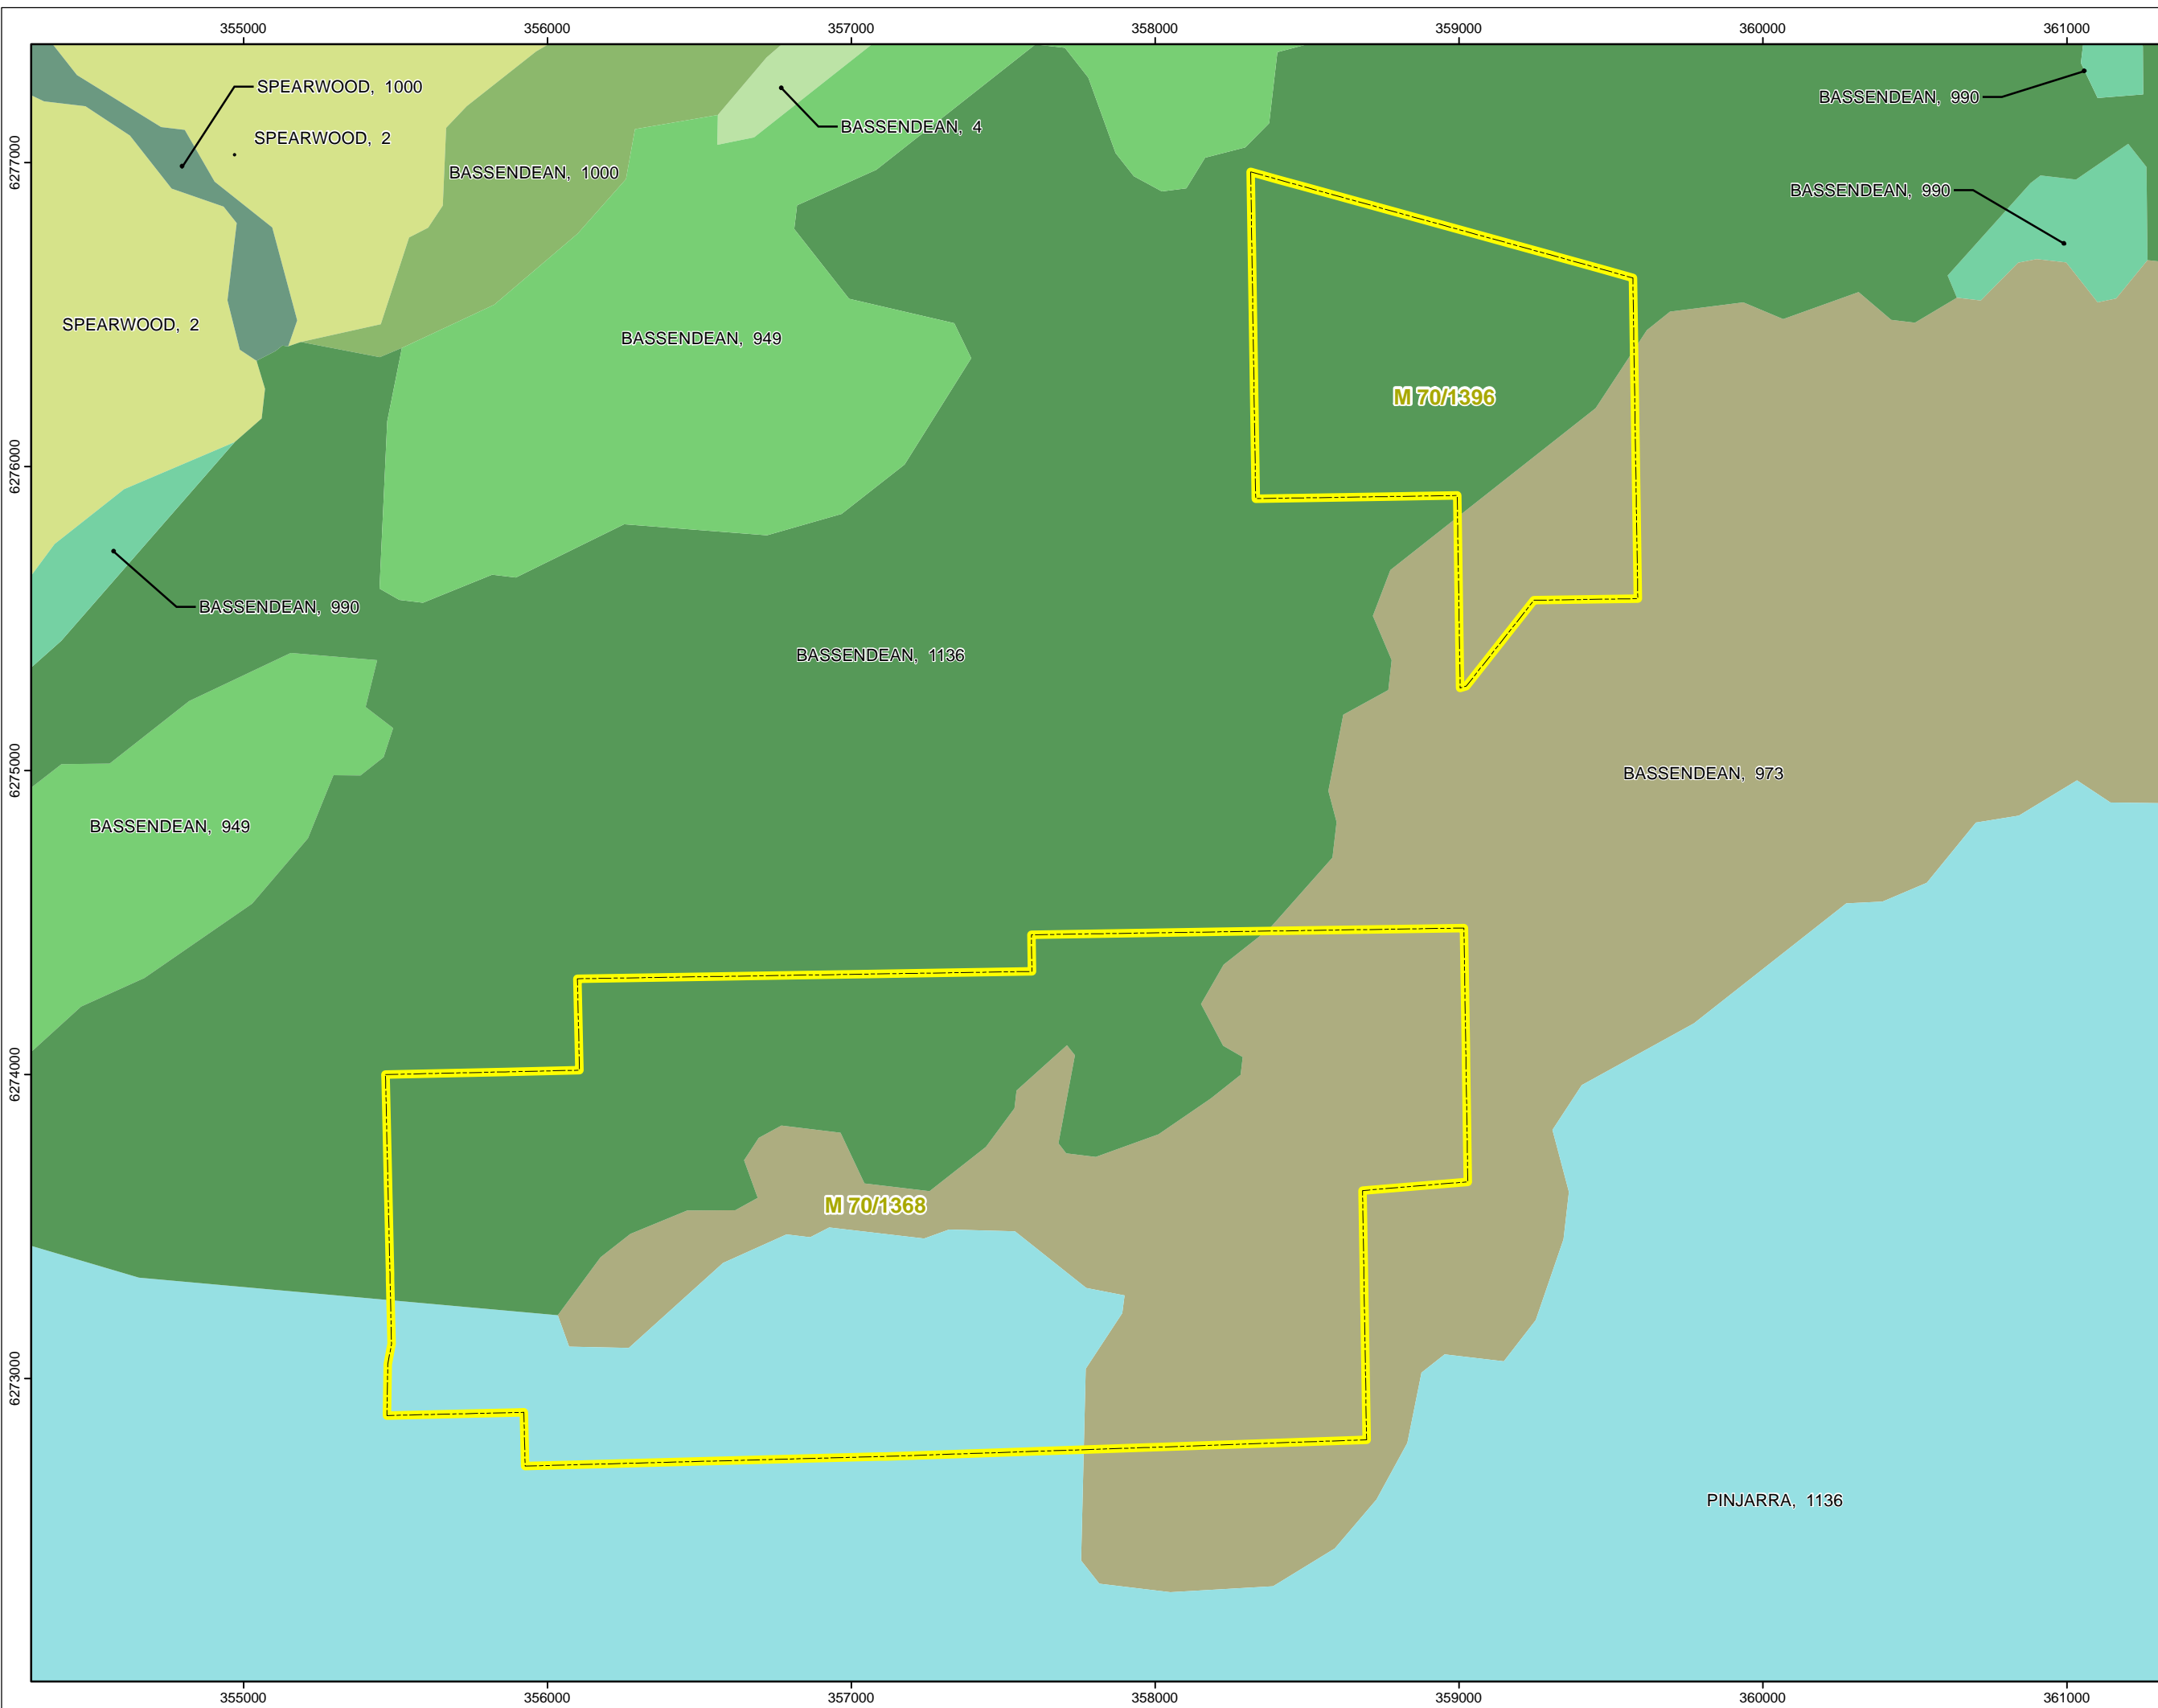 355000 356000 357000 358000 359000 360000 361000
SPEARWOOD, 1000
BASSENDEAN, 990
BASSENDEAN, 4
SPEARWOOD, 2
6277000
BASSENDEAN, 1000
BASSENDEAN, 990
SPEARWOOD, 2
BASSENDEAN, 949
M 70/1396
6276000
BASSENDEAN, 990
BASSENDEAN, 1136
6275000
BASSENDEAN, 973
BASSENDEAN, 949
6274000
M 70/1368
6273000
PINJARRA, 1136
355000 356000 357000 358000 359000 360000 361000